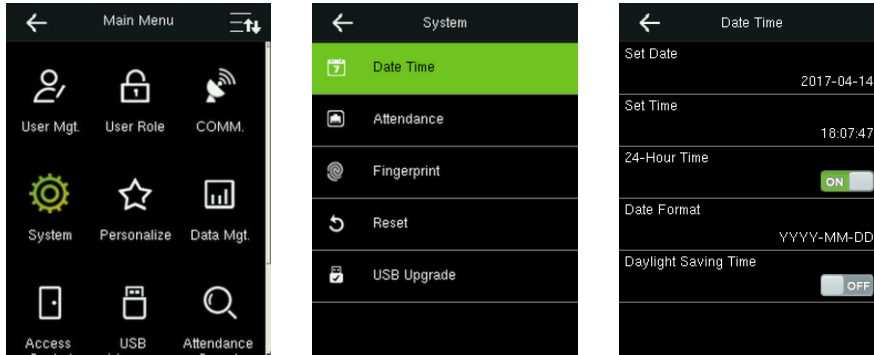 Main Menu
User Mgt.
User Role
COMM.
System
Personalize
Data Mgt.
Access
USB
Attendance
System
7
Date Time
Attendance
Fingerprint
Reset
USB Upgrade
Date Time
Set Date
2017-04-14
Set Time
18:07:47
24-Hour Time
ON
Date Format
YYYY-MM-DD
Daylight Saving Time
OFF